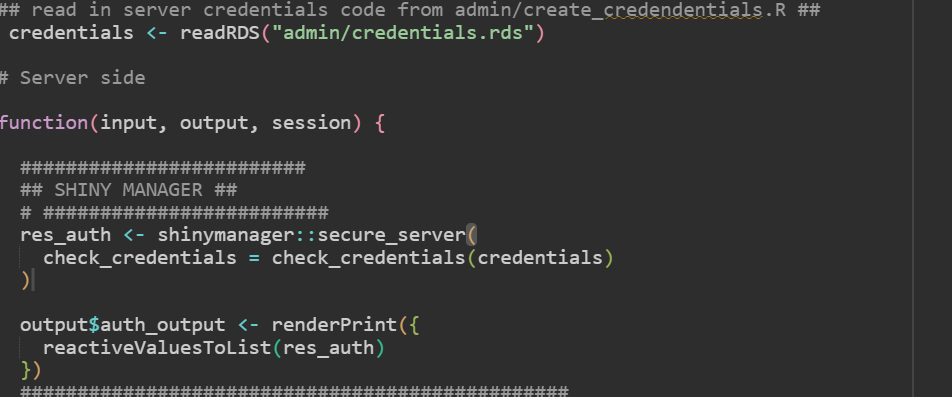 ## read in server credentials code from admin/create_credendentials.R ##
credentials <- readRDS("admin/credentials.rds")
# Server side
function(input, output, session) {
#########################
## SHINY MANAGER ##
# #########################
res_auth <- shinymanager::secure_server(
check_credentials = check_credentials(credentials)
)
output$auth_output <- renderPrint({
reactiveValuesToList(res_auth)
})
################################################